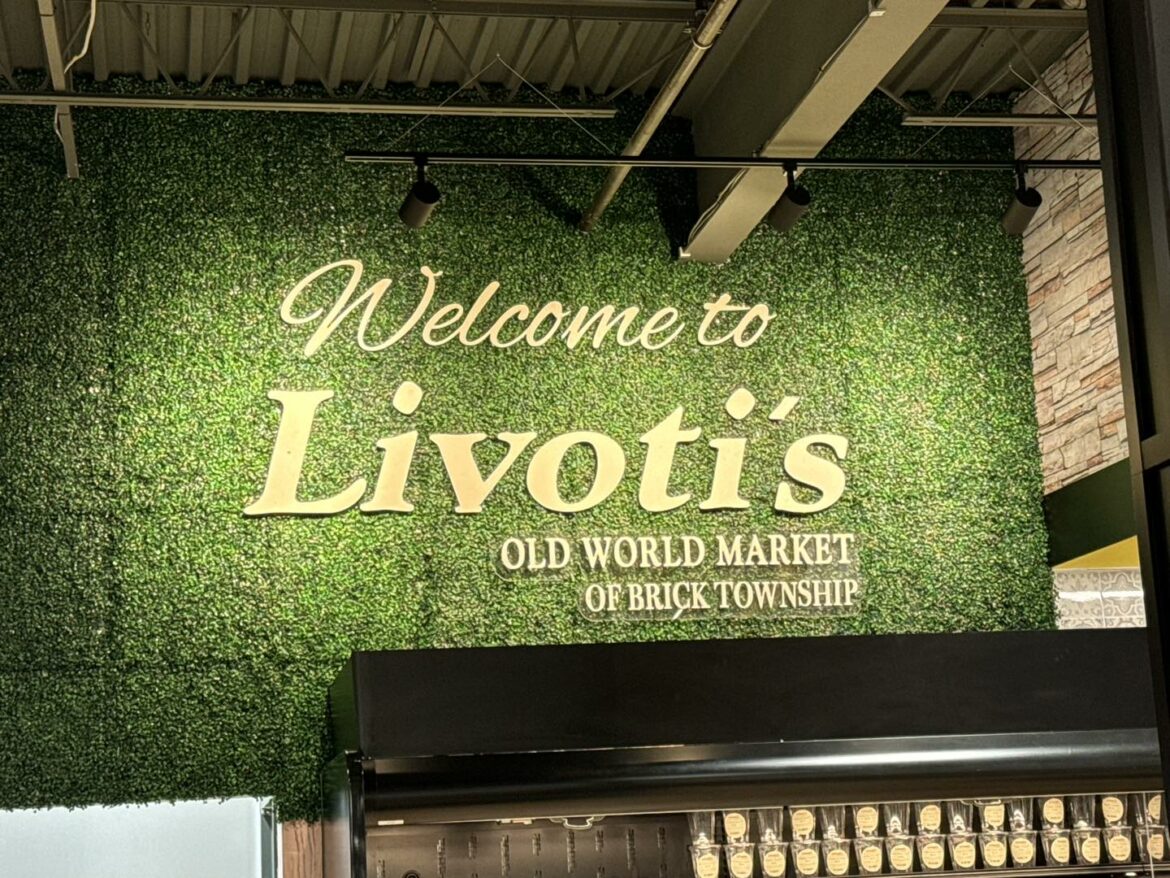 Welcome to
Livoti's
OLD WORLD MARKET
OF BRICK TOWNSHIP